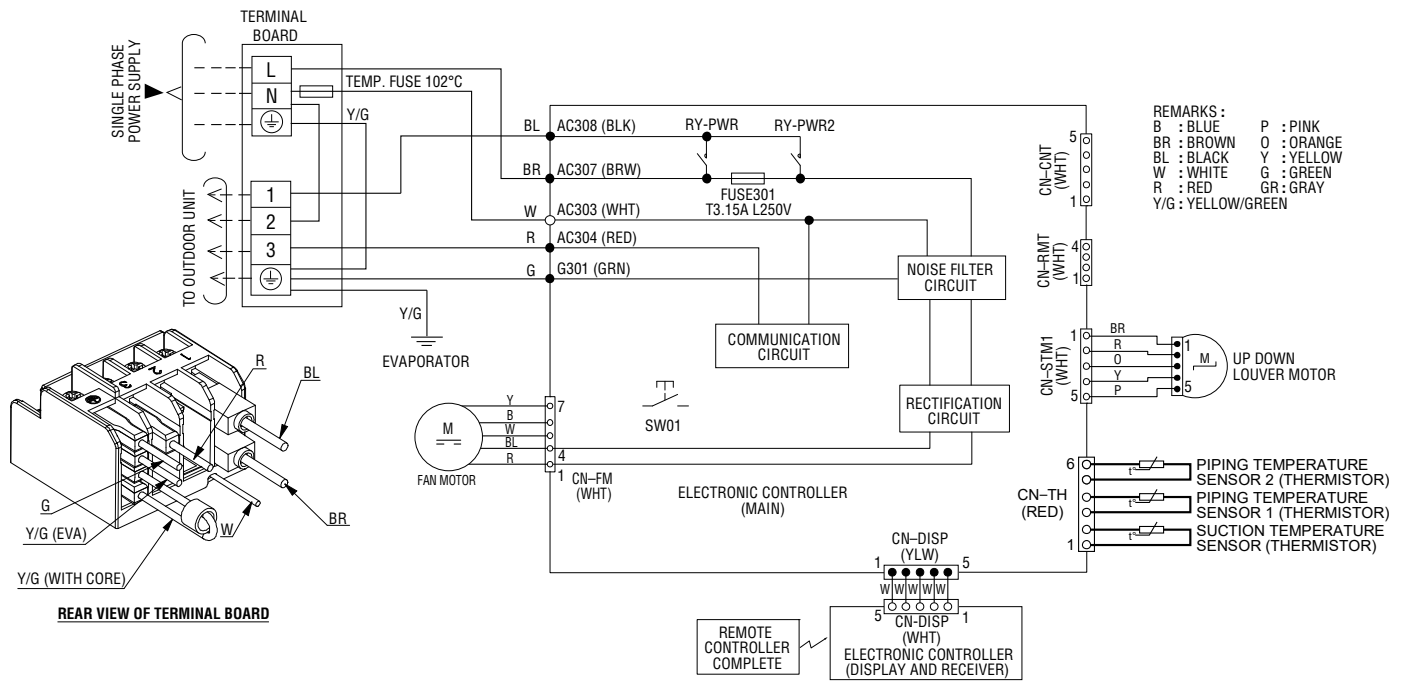 TERMINAL
BOARD
SINGLE PHASE
POWER SUPPLY
L
N
TEMP. FUSE 102°C
Y/G
TO OUTDOOR UNIT
1
2
3
Y/G
EVAPORATOR
BL
AC308 (BLK)
RY-PWR
RY-PWR2
BR
AC307 (BRW)
FUSE301
T3.15A L250V
W
AC303 (WHT)
R
AC304 (RED)
G
G301 (GRN)
NOISE FILTER
CIRCUIT
COMMUNICATION
CIRCUIT
RECTIFICATION
CIRCUIT
SW01
M
FAN MOTOR
Y
B
W
BL
R
7
4
1
CN–FM
(WHT)
ELECTRONIC CONTROLLER
(MAIN)
5
CN–CNT
(WHT)
1
4
CN–RMT
(WHT)
1
1
CN–STM1
(WHT)
5
BR
R
O
Y
P
1
5
M
UP DOWN
LOUVER MOTOR
6
CN–TH
(RED)
1
t°
PIPING TEMPERATURE
SENSOR 2 (THERMISTOR)
t°
PIPING TEMPERATURE
SENSOR 1 (THERMISTOR)
t°
SUCTION TEMPERATURE
SENSOR (THERMISTOR)
REMARKS :
B : BLUE P : PINK
BR : BROWN O : ORANGE
BL : BLACK Y : YELLOW
W : WHITE G : GREEN
R : RED GR : GRAY
Y/G : YELLOW/GREEN
CN–DISP
(YLW)
1
5
W W W W W
5
1
CN-DISP
(WHT)
ELECTRONIC CONTROLLER
(DISPLAY AND RECEIVER)
REMOTE
CONTROLLER
COMPLETE
1
2
3
R
BL
G
Y/G (EVA)
W
BR
Y/G (WITH CORE)
REAR VIEW OF TERMINAL BOARD